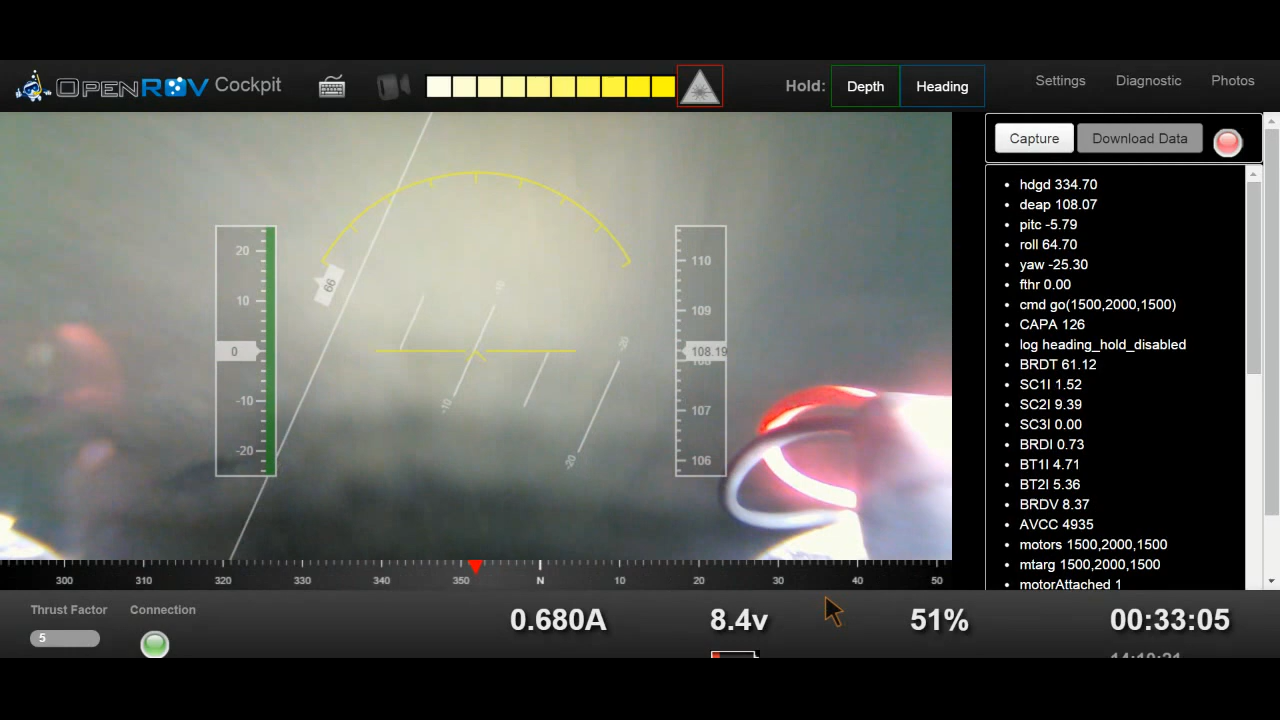 OPENROV Cockpit
Hold: Depth Heading
Settings Diagnostic Photos
Capture Download Data
hdgd 334.70
deap 108.07
pitc -5.79
roll 64.70
yaw -25.30
fthr 0.00
cmd go(1500,2000,1500)
CAPA 126
log heading_hold_disabled
BRDT 61.12
SC1I 1.52
SC2I 9.39
SC3I 0.00
BRDI 0.73
BT1I 4.71
BT2I 5.36
BRDV 8.37
AVCC 4935
motors 1500,2000,1500
mtarg 1500,2000,1500
motorAttached 1
20
10
0
-10
-20
66
-10
-20
-20
110
109
108.19
107
106
300 310 320 330 340 350 N 10 20 30 40 50
Thrust Factor Connection
5
0.680A 8.4v 51% 00:33:05